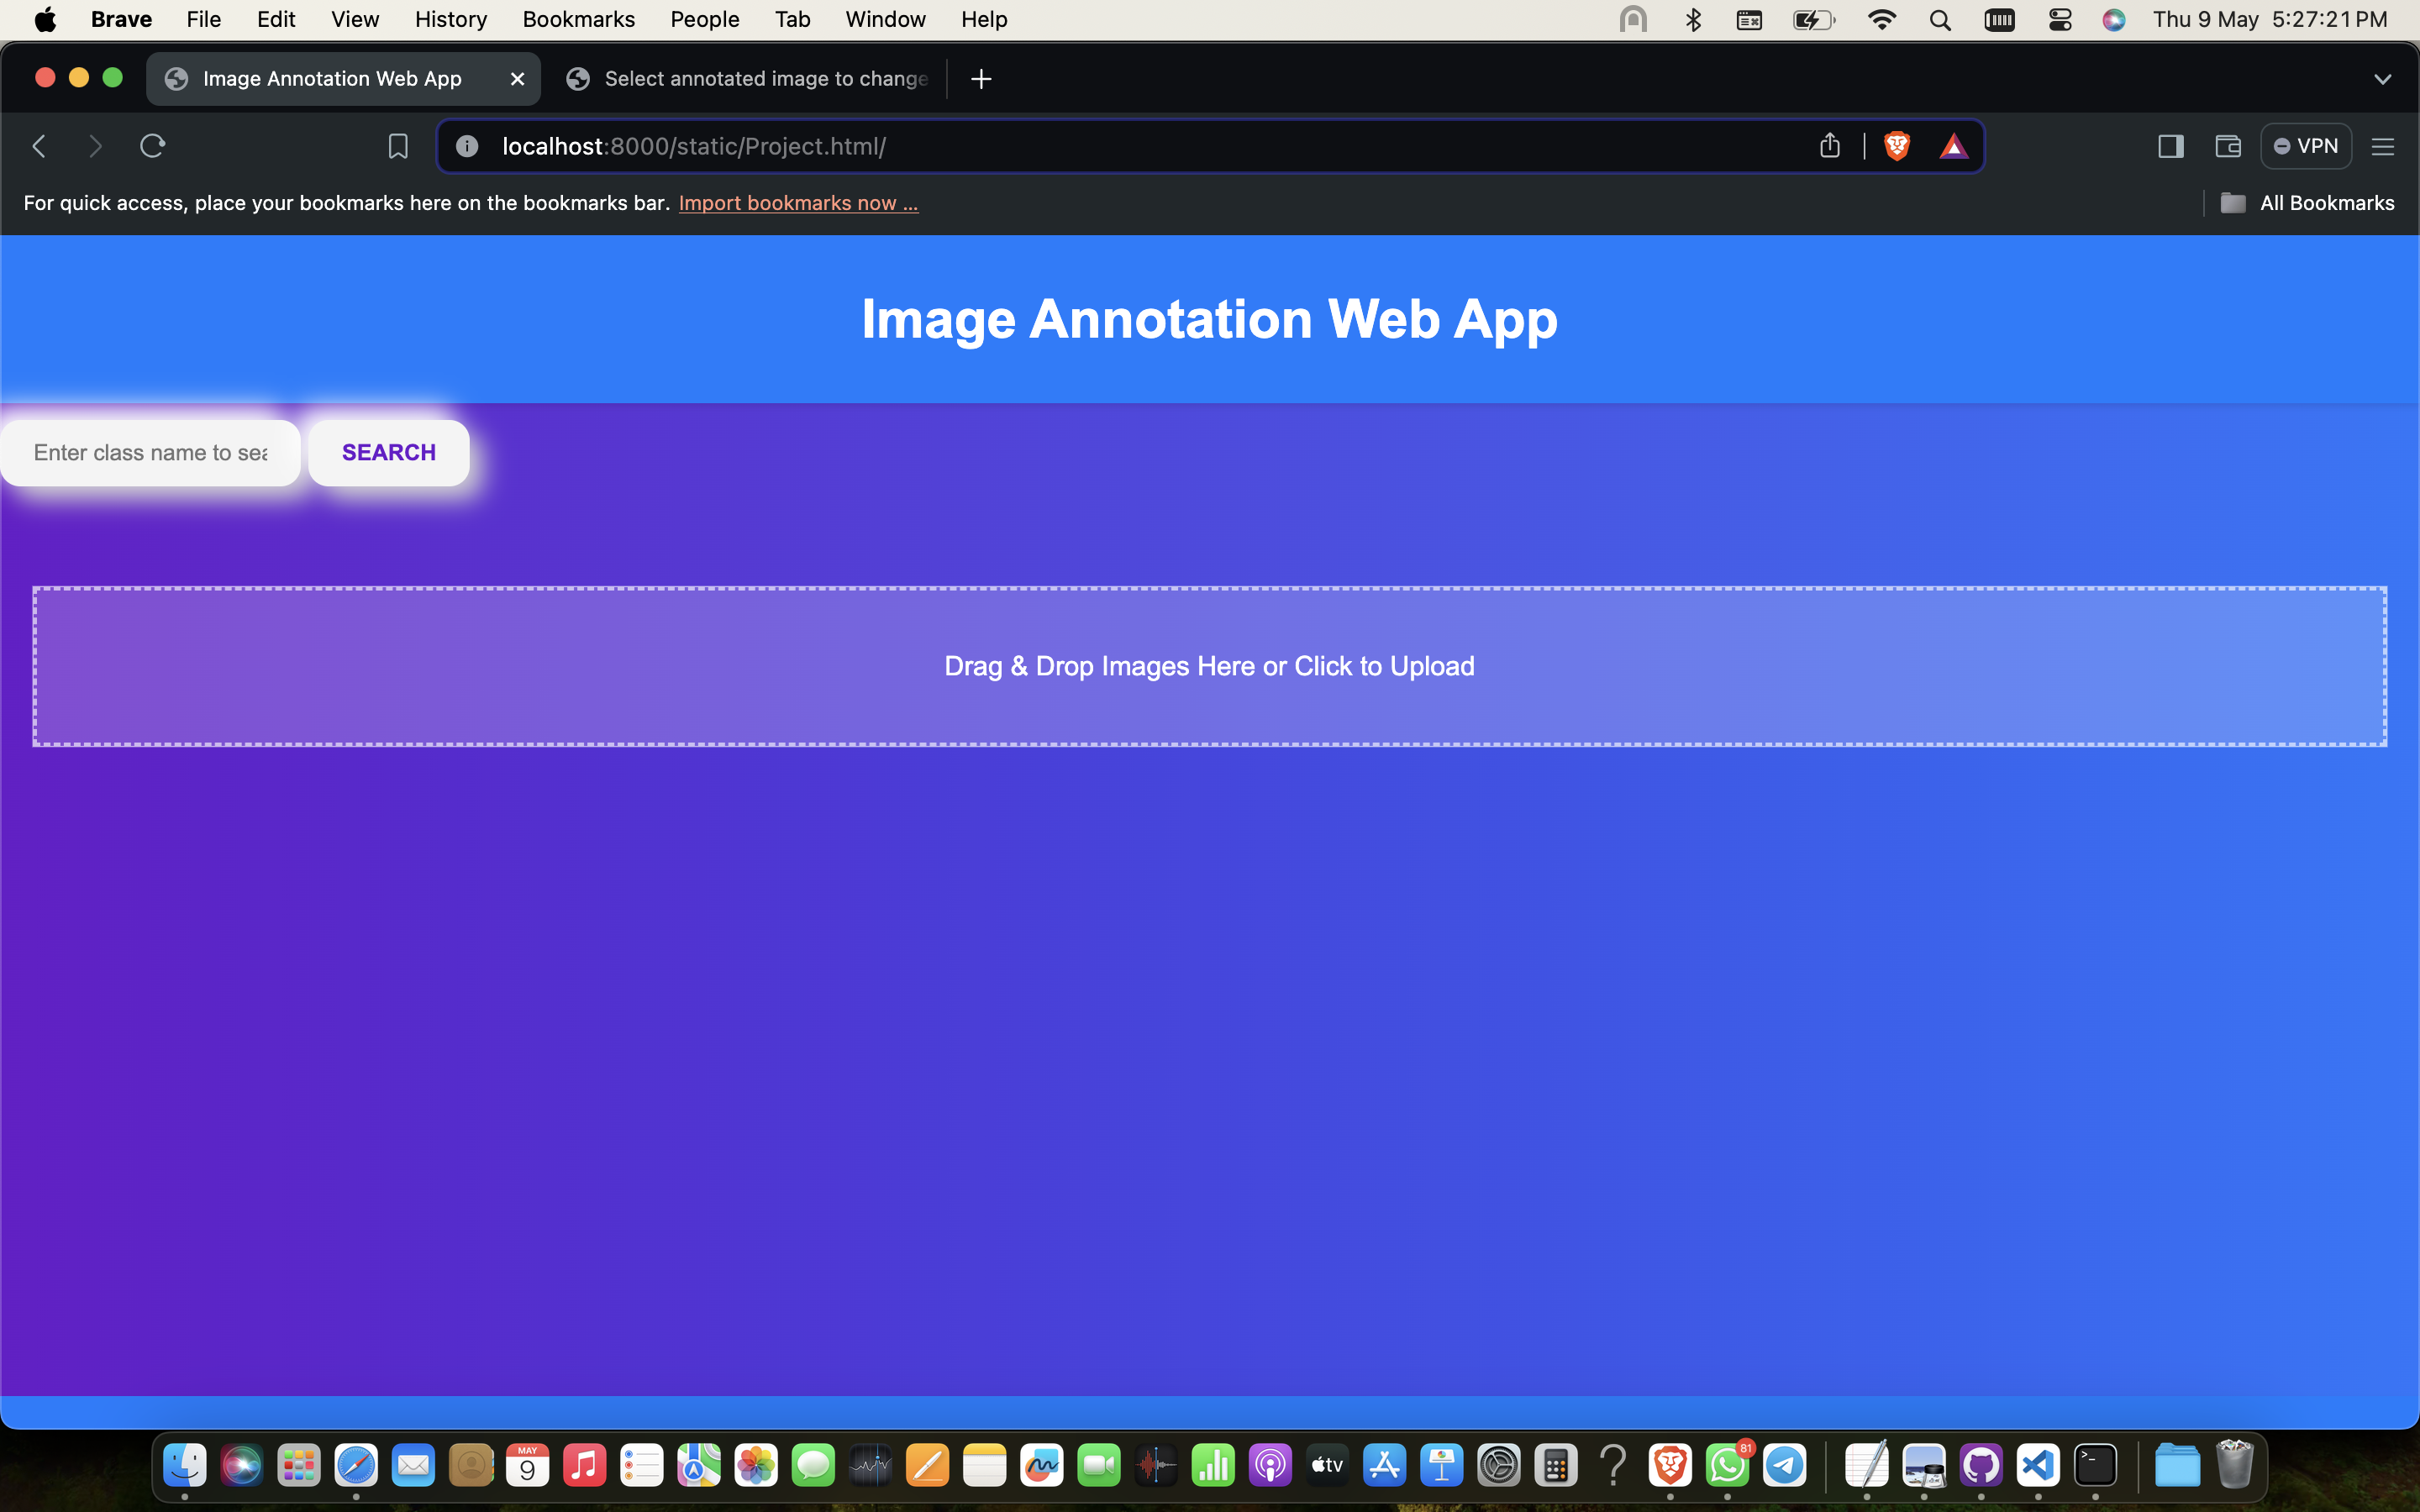 Brave File Edit View History Bookmarks People Tab Window Help Thu 9 May 5:27:21 PM
Image Annotation Web App Select annotated image to change
localhost:8000/static/Project.html/ VPN
For quick access, place your bookmarks here on the bookmarks bar. Import bookmarks now ... All Bookmarks
Image Annotation Web App
Enter class name to sea SEARCH
Drag & Drop Images Here or Click to Upload
MAY
9
tv
81
>_